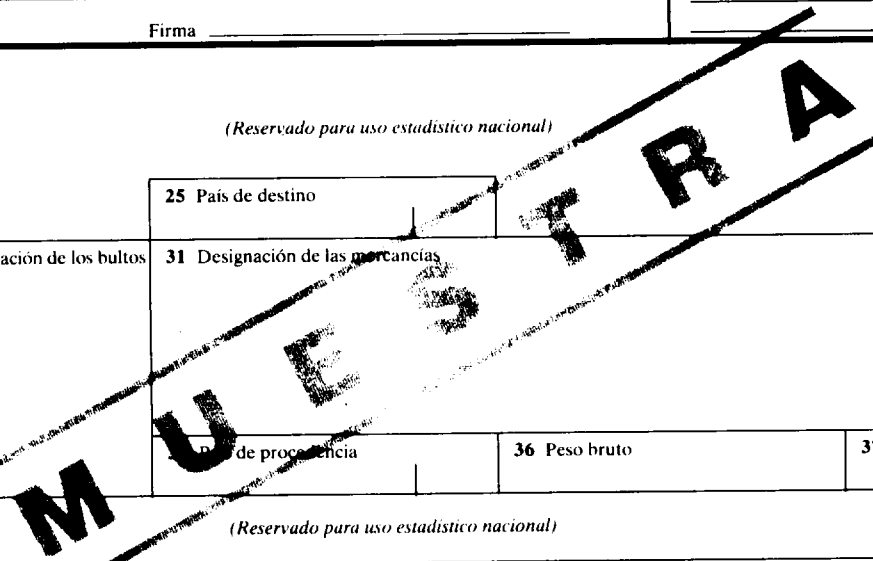 Firma
(Reservado para uso estadístico nacional)
25 País de destino
ación de los bultos
31 Designación de las mercancías
MUESTRA
de procedencia
36 Peso bruto
(Reservado para uso estadístico nacional)